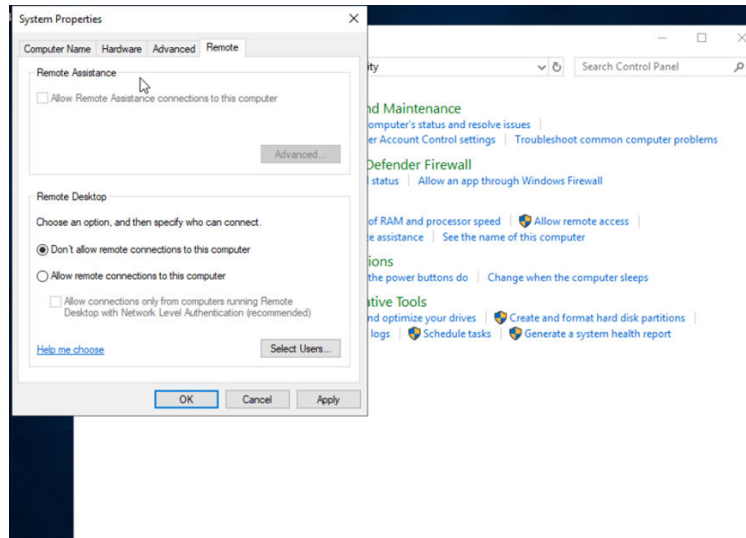 System Properties
Computer Name Hardware Advanced Remote
Remote Assistance
Allow Remote Assistance connections to this computer
Advanced...
Remote Desktop
Choose an option, and then specify who can connect.
Don't allow remote connections to this computer
Allow remote connections to this computer
Allow connections only from computers running Remote
Desktop with Network Level Authentication (recommended)
Help me choose
Select Users...
OK Cancel Apply
ity
Search Control Panel
nd Maintenance
omputer's status and resolve issues
er Account Control settings Troubleshoot common computer problems
Defender Firewall
status Allow an app through Windows Firewall
of RAM and processor speed Allow remote access
te assistance See the name of this computer
ions
the power buttons do Change when the computer sleeps
ative Tools
nd optimize your drives Create and format hard disk partitions
logs Schedule tasks Generate a system health report